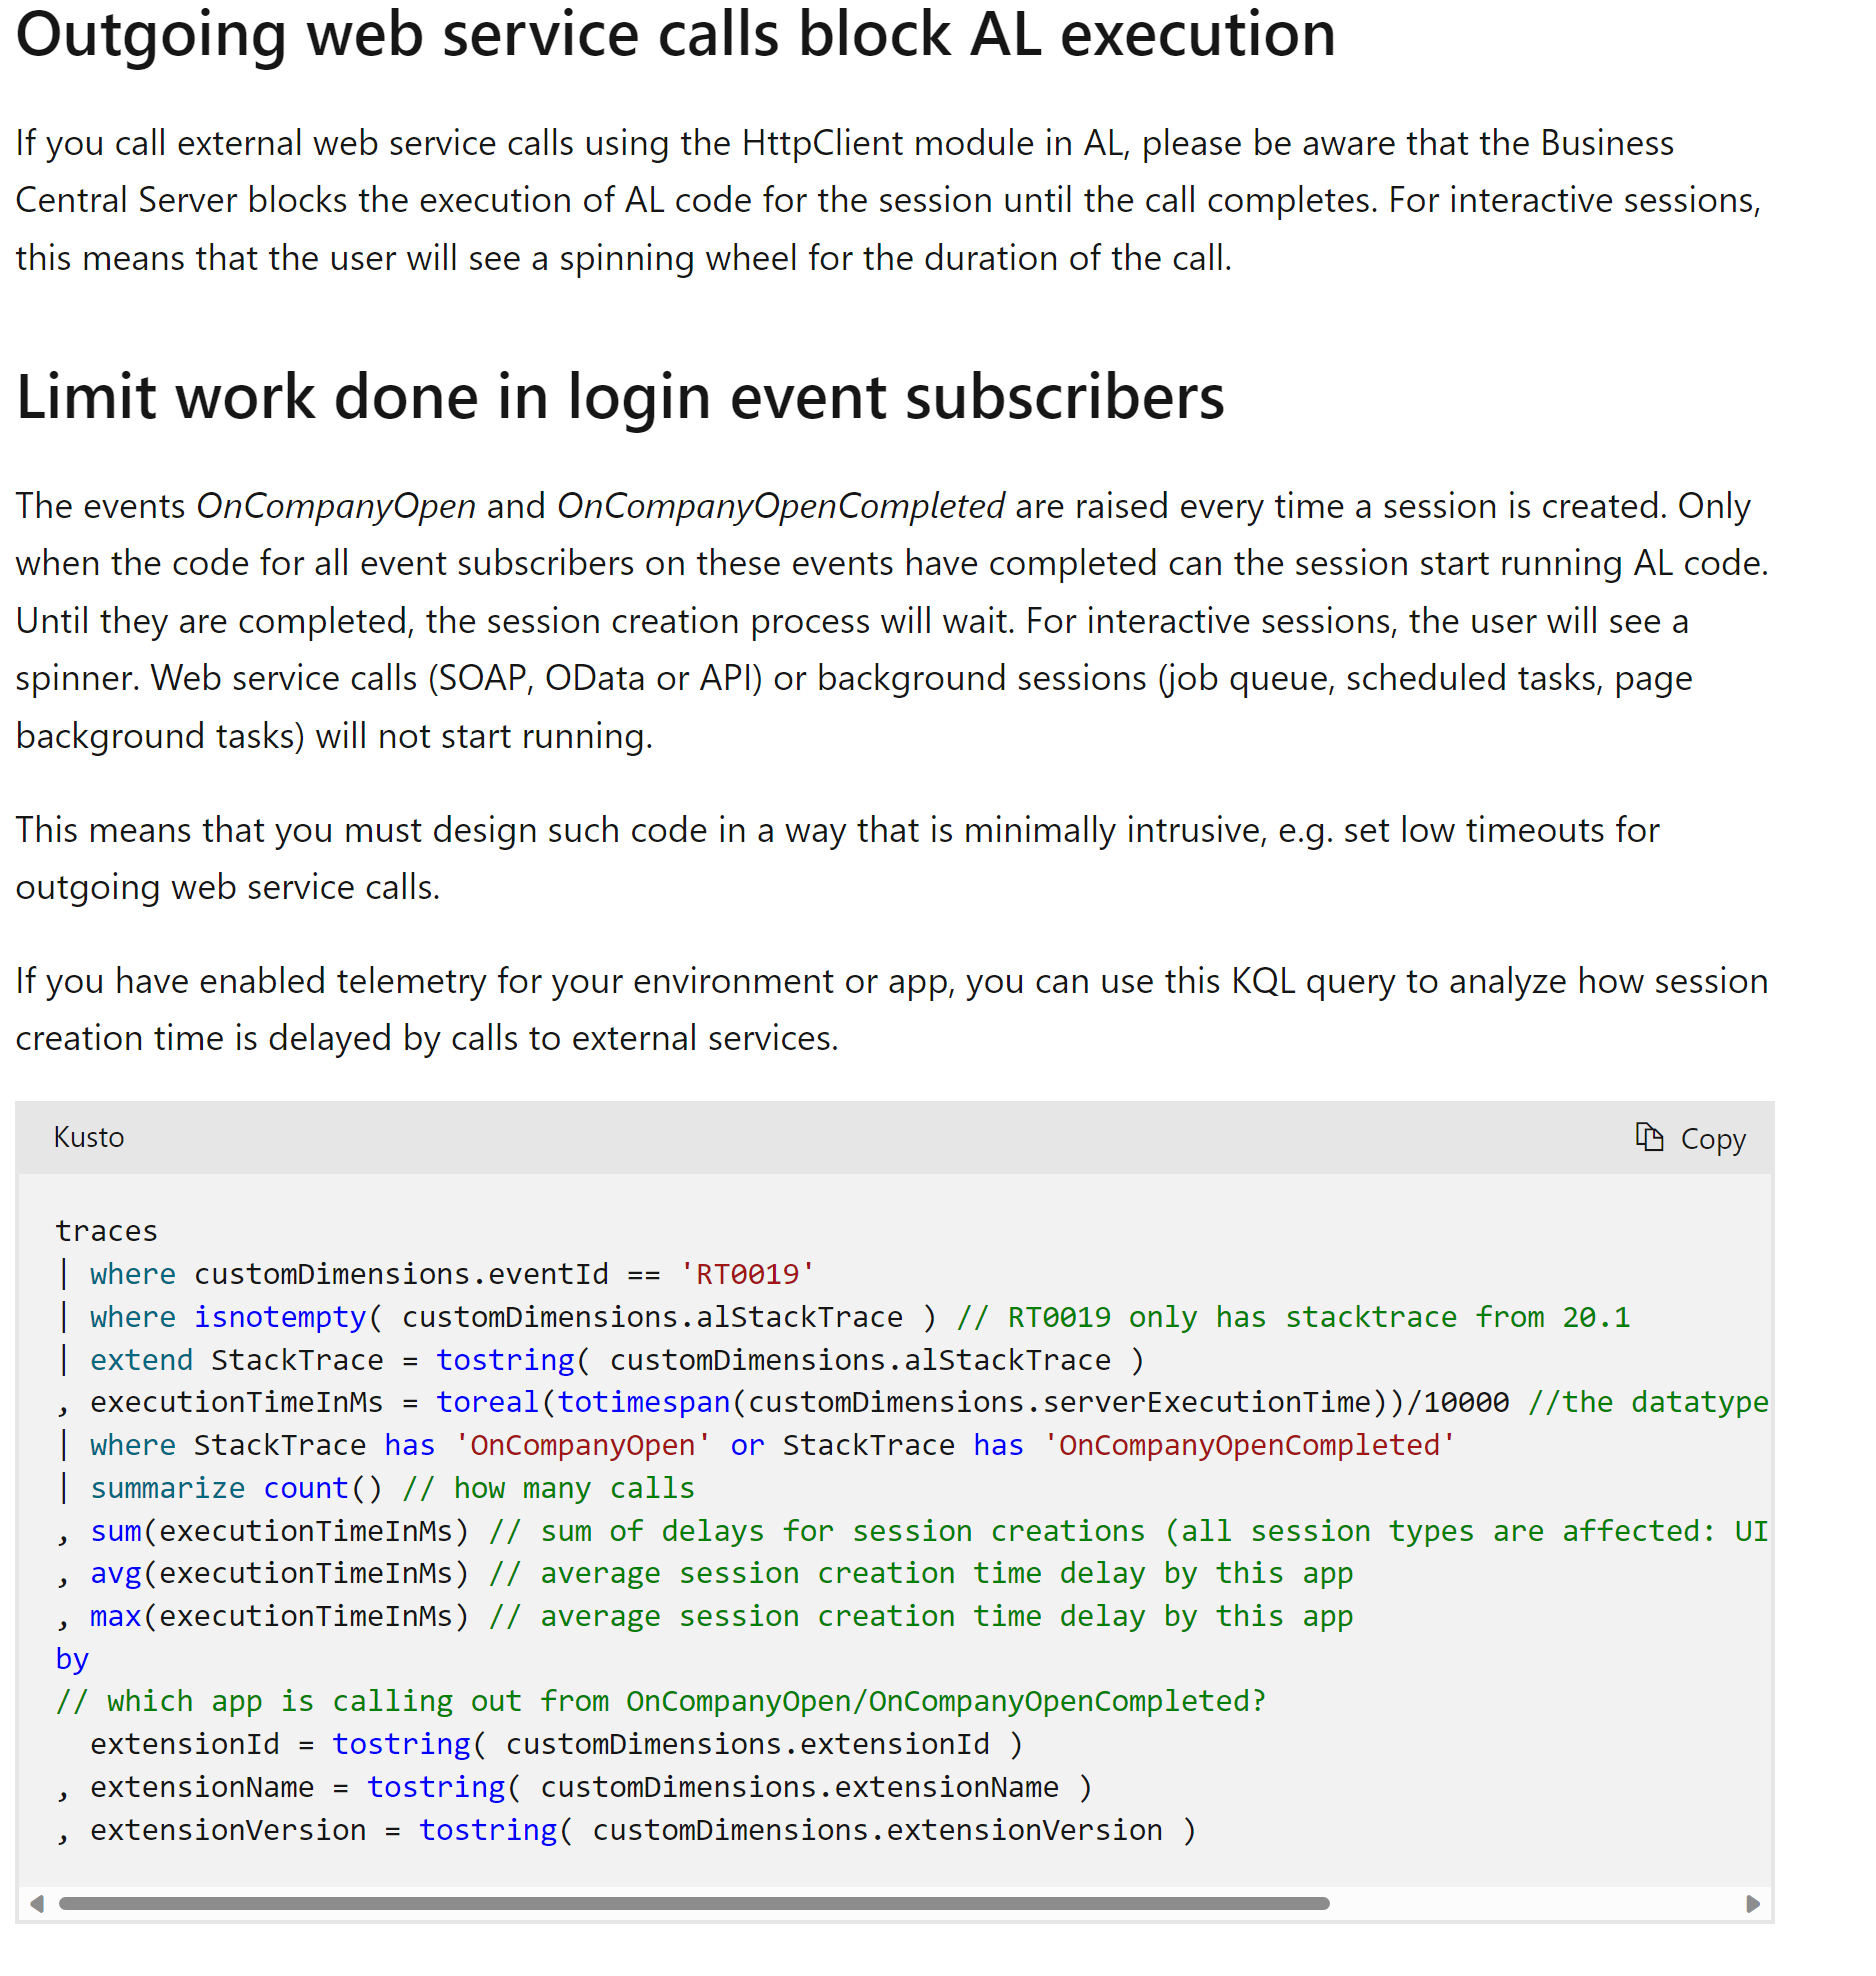 Outgoing web service calls block AL execution
If you call external web service calls using the HttpClient module in AL, please be aware that the Business
Central Server blocks the execution of AL code for the session until the call completes. For interactive sessions,
this means that the user will see a spinning wheel for the duration of the call.
Limit work done in login event subscribers
The events OnCompanyOpen and OnCompanyOpenCompleted are raised every time a session is created. Only
when the code for all event subscribers on these events have completed can the session start running AL code.
Until they are completed, the session creation process will wait. For interactive sessions, the user will see a
spinner. Web service calls (SOAP, OData or API) or background sessions (job queue, scheduled tasks, page
background tasks) will not start running.
This means that you must design such code in a way that is minimally intrusive, e.g. set low timeouts for
outgoing web service calls.
If you have enabled telemetry for your environment or app, you can use this KQL query to analyze how session
creation time is delayed by calls to external services.
Kusto Copy
traces
| where customDimensions.eventId == 'RT0019'
| where isnotempty( customDimensions.alStackTrace ) // RT0019 only has stacktrace from 20.1
| extend StackTrace = tostring( customDimensions.alStackTrace )
, executionTimeInMs = toreal(totimespan(customDimensions.serverExecutionTime))/10000 //the datatype
| where StackTrace has 'OnCompanyOpen' or StackTrace has 'OnCompanyOpenCompleted'
| summarize count() // how many calls
, sum(executionTimeInMs) // sum of delays for session creations (all session types are affected: UI
, avg(executionTimeInMs) // average session creation time delay by this app
, max(executionTimeInMs) // average session creation time delay by this app
by
// which app is calling out from OnCompanyOpen/OnCompanyOpenCompleted?
  extensionId = tostring( customDimensions.extensionId )
, extensionName = tostring( customDimensions.extensionName )
, extensionVersion = tostring( customDimensions.extensionVersion )